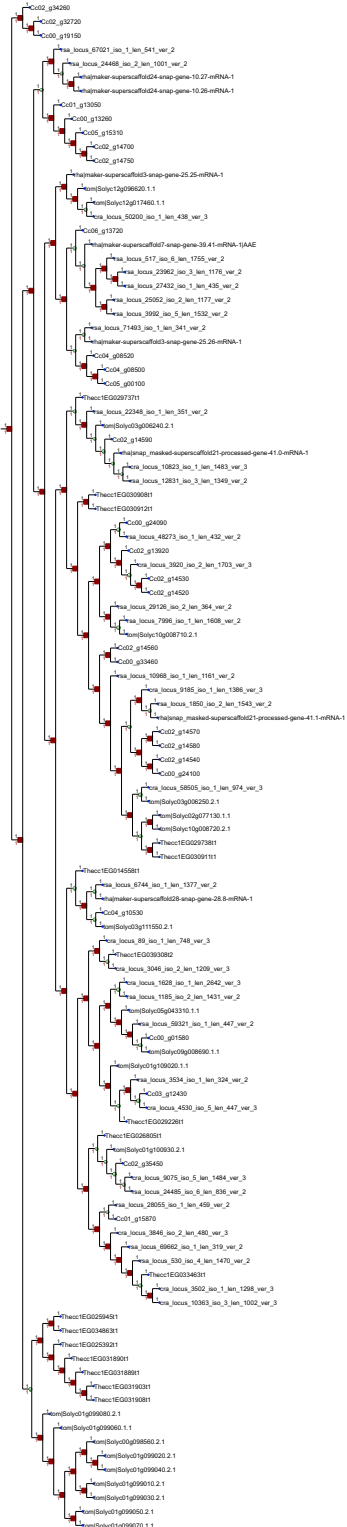 Cc02_g34260
Cc02_g32720
Cc00_g19150
rsa_locus_67021_iso_1_len_541_ver_2
rsa_locus_24468_iso_2_len_1001_ver_2
rha|maker-superscaffold24-snap-gene-10.27-mRNA-1
rha|maker-superscaffold24-snap-gene-10.26-mRNA-1
Cc01_g13050
Cc00_g13260
Cc05_g15310
Cc02_g14700
Cc02_g14750
rha|maker-superscaffold3-snap-gene-25.25-mRNA-1
tom|Solyc12g096620.1.1
tom|Solyc12g017460.1.1
cra_locus_50200_iso_1_len_438_ver_3
Cc06_g13720
rha|maker-superscaffold7-snap-gene-39.41-mRNA-1|AAE
rsa_locus_517_iso_6_len_1755_ver_2
rsa_locus_23962_iso_3_len_1176_ver_2
rsa_locus_27432_iso_1_len_435_ver_2
rsa_locus_25052_iso_2_len_1177_ver_2
rsa_locus_3992_iso_5_len_1532_ver_2
rsa_locus_71493_iso_1_len_341_ver_2
rha|maker-superscaffold3-snap-gene-25.26-mRNA-1
Cc04_g08520
Cc04_g08500
Cc05_g00100
Thecc1EG029737t1
rsa_locus_22348_iso_1_len_351_ver_2
tom|Solyc03g006240.2.1
Cc02_g14590
rha|snap_masked-superscaffold21-processed-gene-41.0-mRNA-1
cra_locus_10823_iso_1_len_1483_ver_3
rsa_locus_12831_iso_3_len_1349_ver_2
Thecc1EG030908t1
Thecc1EG030912t1
Cc00_g24090
rsa_locus_48273_iso_1_len_432_ver_2
Cc02_g13920
cra_locus_3920_iso_2_len_1703_ver_3
Cc02_g14530
Cc02_g14520
rsa_locus_29126_iso_2_len_364_ver_2
rsa_locus_7996_iso_1_len_1608_ver_2
tom|Solyc10g008710.2.1
Cc02_g14560
Cc00_g33460
rsa_locus_10968_iso_1_len_1161_ver_2
cra_locus_9185_iso_1_len_1386_ver_3
rsa_locus_1850_iso_2_len_1543_ver_2
rha|snap_masked-superscaffold21-processed-gene-41.1-mRNA-1
Cc02_g14570
Cc02_g14580
Cc02_g14540
Cc00_g24100
cra_locus_58505_iso_1_len_974_ver_3
tom|Solyc03g006250.2.1
tom|Solyc02g077130.1.1
tom|Solyc10g008720.2.1
Thecc1EG029738t1
Thecc1EG030911t1
Thecc1EG014558t1
rsa_locus_6744_iso_1_len_1377_ver_2
rha|maker-superscaffold28-snap-gene-28.8-mRNA-1
Cc04_g10530
tom|Solyc03g111550.2.1
cra_locus_89_iso_1_len_748_ver_3
Thecc1EG039308t2
cra_locus_3046_iso_2_len_1209_ver_3
cra_locus_1628_iso_1_len_2642_ver_3
rsa_locus_1185_iso_2_len_1431_ver_2
tom|Solyc05g043310.1.1
rsa_locus_59321_iso_1_len_447_ver_2
Cc00_g01580
tom|Solyc09g008690.1.1
tom|Solyc01g109020.1.1
rsa_locus_3534_iso_1_len_324_ver_2
Cc03_g12430
cra_locus_4530_iso_5_len_447_ver_3
Thecc1EG029226t1
Thecc1EG026805t1
tom|Solyc01g100930.2.1
Cc02_g35450
cra_locus_9075_iso_5_len_1484_ver_3
rsa_locus_24485_iso_6_len_836_ver_2
rsa_locus_28055_iso_1_len_459_ver_2
Cc01_g15870
cra_locus_3846_iso_2_len_480_ver_3
rsa_locus_69662_iso_1_len_319_ver_2
rsa_locus_530_iso_4_len_1470_ver_2
Thecc1EG033463t1
cra_locus_3502_iso_1_len_1298_ver_3
cra_locus_10363_iso_3_len_1002_ver_3
Thecc1EG025945t1
Thecc1EG034863t1
Thecc1EG025392t1
Thecc1EG031890t1
Thecc1EG031889t1
Thecc1EG031903t1
Thecc1EG031908t1
tom|Solyc01g099080.2.1
tom|Solyc01g099060.1.1
tom|Solyc00g098560.2.1
tom|Solyc01g099020.2.1
tom|Solyc01g099040.2.1
tom|Solyc01g099010.2.1
tom|Solyc01g099030.2.1
tom|Solyc01g099050.2.1
tom|Solyc01g099070.1.1